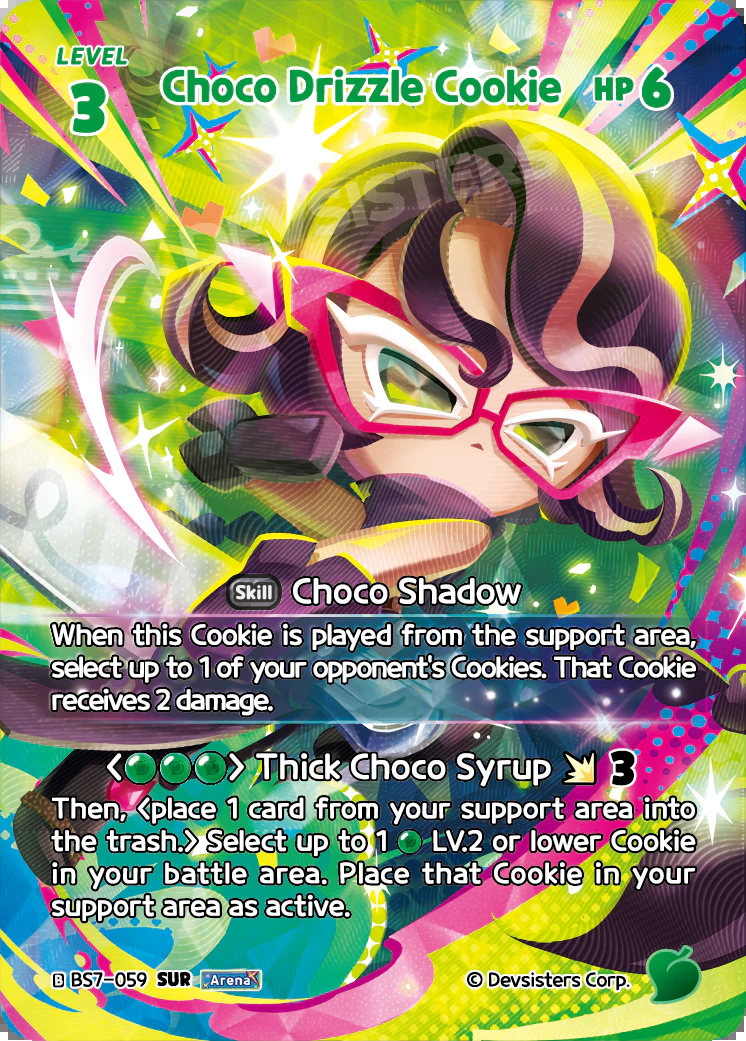 LEVEL
3
Choco Drizzle Cookie HP 6
Skill Choco Shadow
When this Cookie is played from the support area,
select up to 1 of your opponent's Cookies. That Cookie
receives 2 damage.
< > Thick Choco Syrup 3
Then, <place 1 card from your support area into
the trash.> Select up to 1 LV.2 or lower Cookie
in your battle area. Place that Cookie in your
support area as active.
B BS7-059 SUR Arena
© Devsisters Corp.